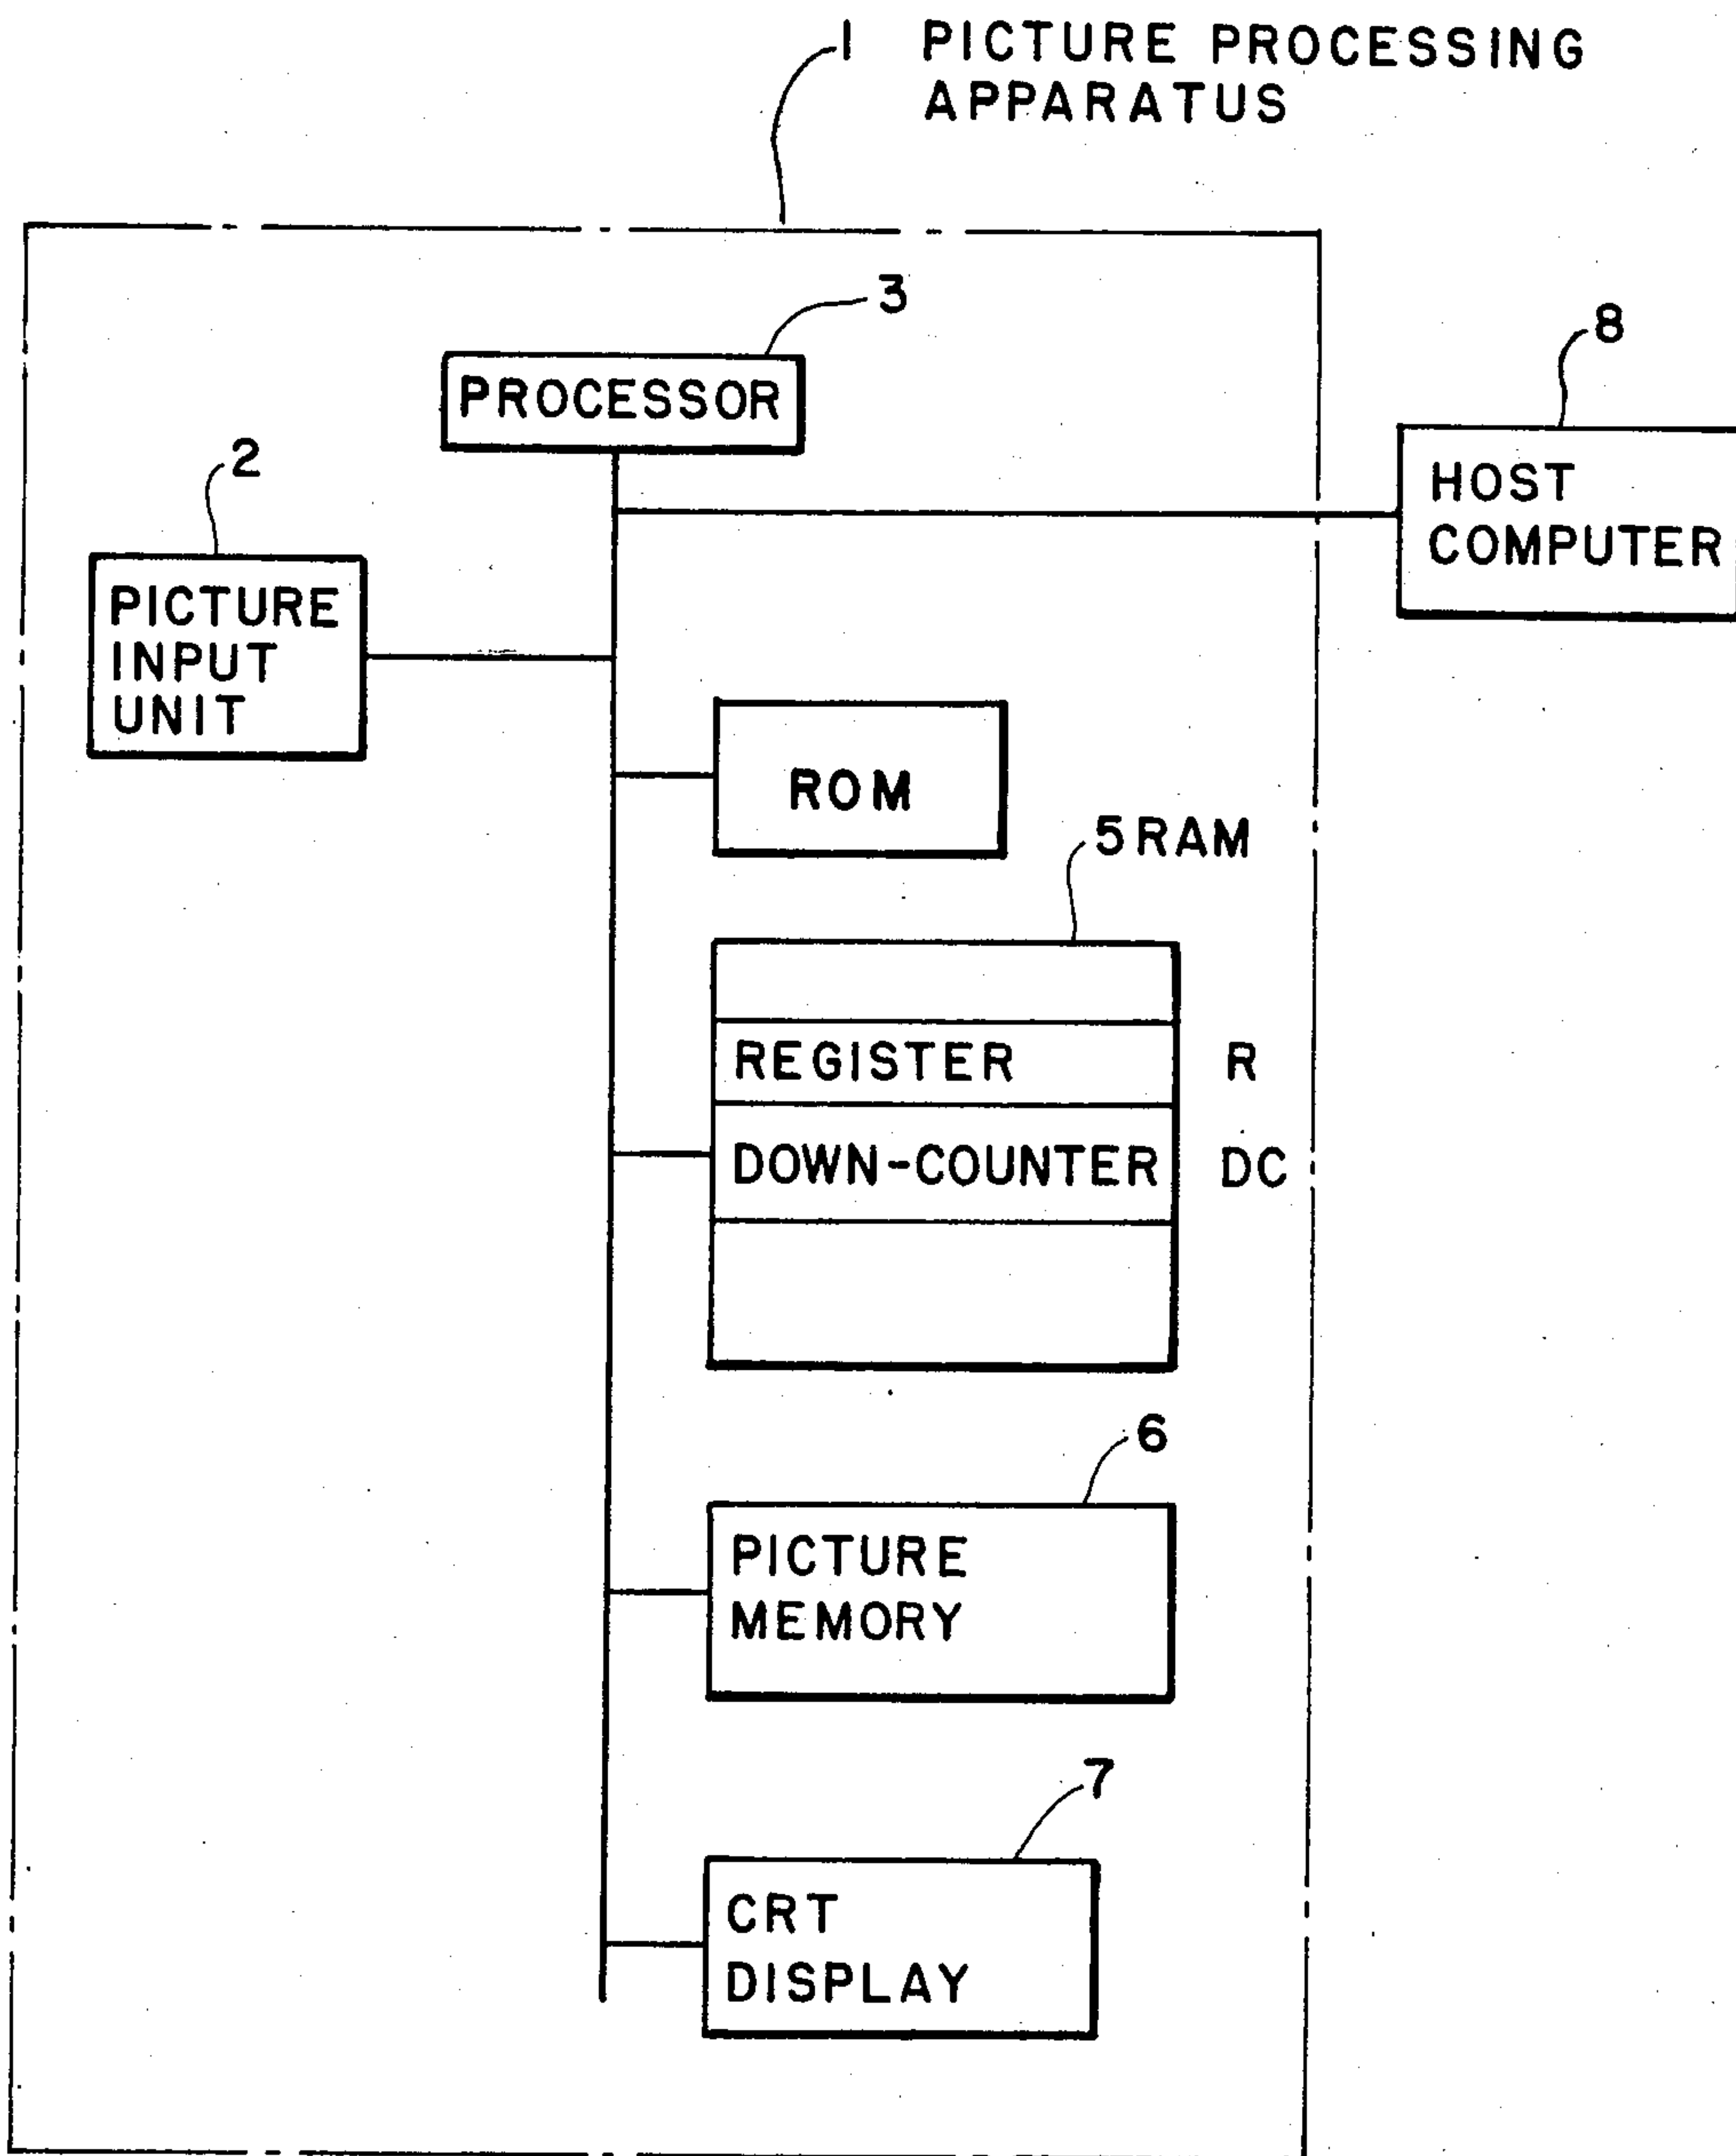 1 PICTURE PROCESSING
APPARATUS
3
PROCESSOR
8
HOST
COMPUTER
2
PICTURE
INPUT
UNIT
ROM
5 RAM
REGISTER R
DOWN-COUNTER DC
6
PICTURE
MEMORY
7
CRT
DISPLAY